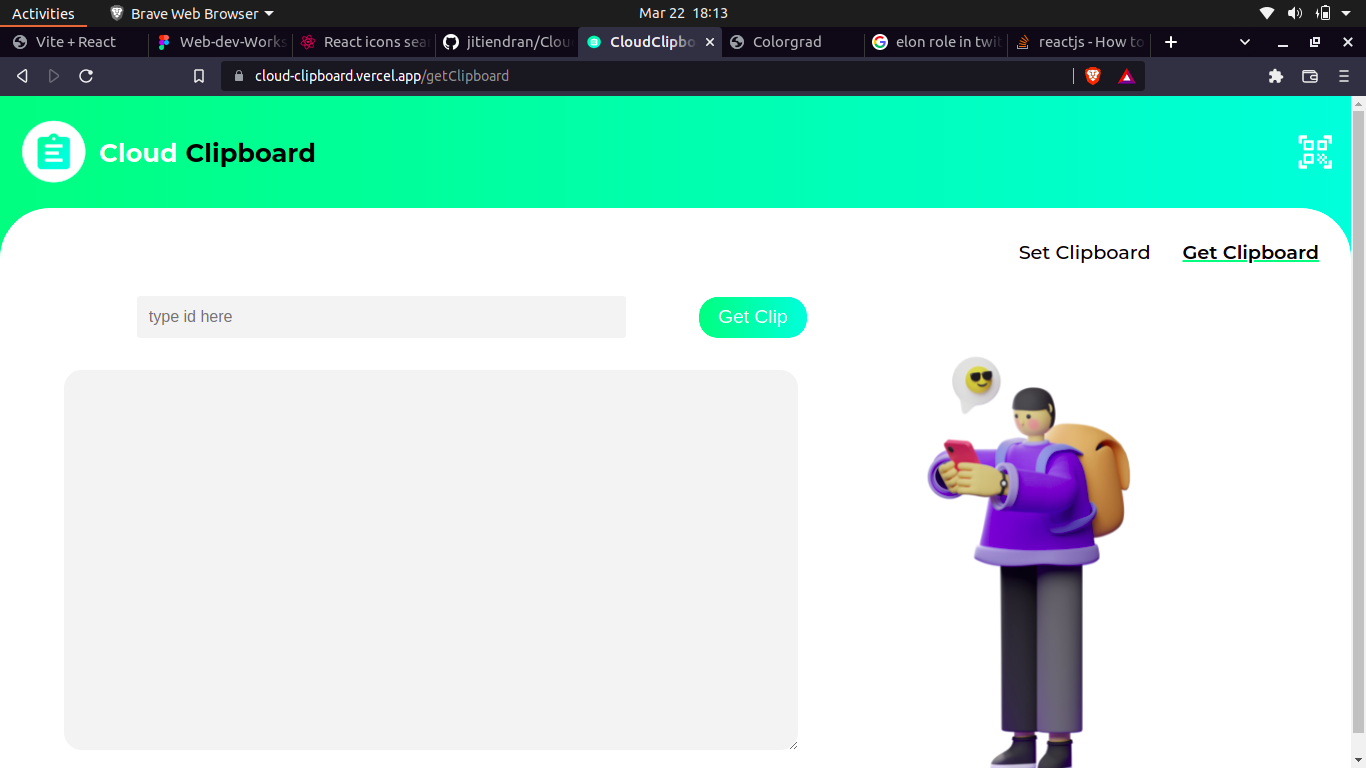 Activities Brave Web Browser Mar 22 18:13
Vite + React Web-dev-Works React icons sea jitiendran/Clou CloudClipbo Colorgrad elon role in twit reactjs - How to
cloud-clipboard.vercel.app/getClipboard
Cloud Clipboard
Set Clipboard Get Clipboard
type id here Get Clip